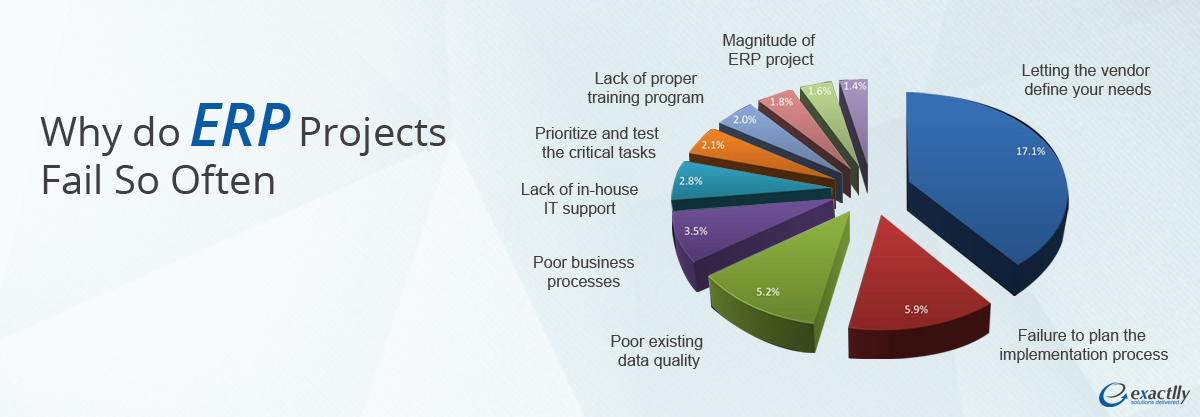 Why do ERP Projects
Fail So Often
Magnitude of
ERP project
Lack of proper
training program
Prioritize and test
the critical tasks
Lack of in-house
IT support
Poor business
processes
Poor existing
data quality
Letting the vendor
define your needs
Failure to plan the
implementation process
17.1%
5.9%
5.2%
3.5%
2.8%
2.1%
2.0%
1.8%
1.6%
1.4%
exactlly
solutions delivered